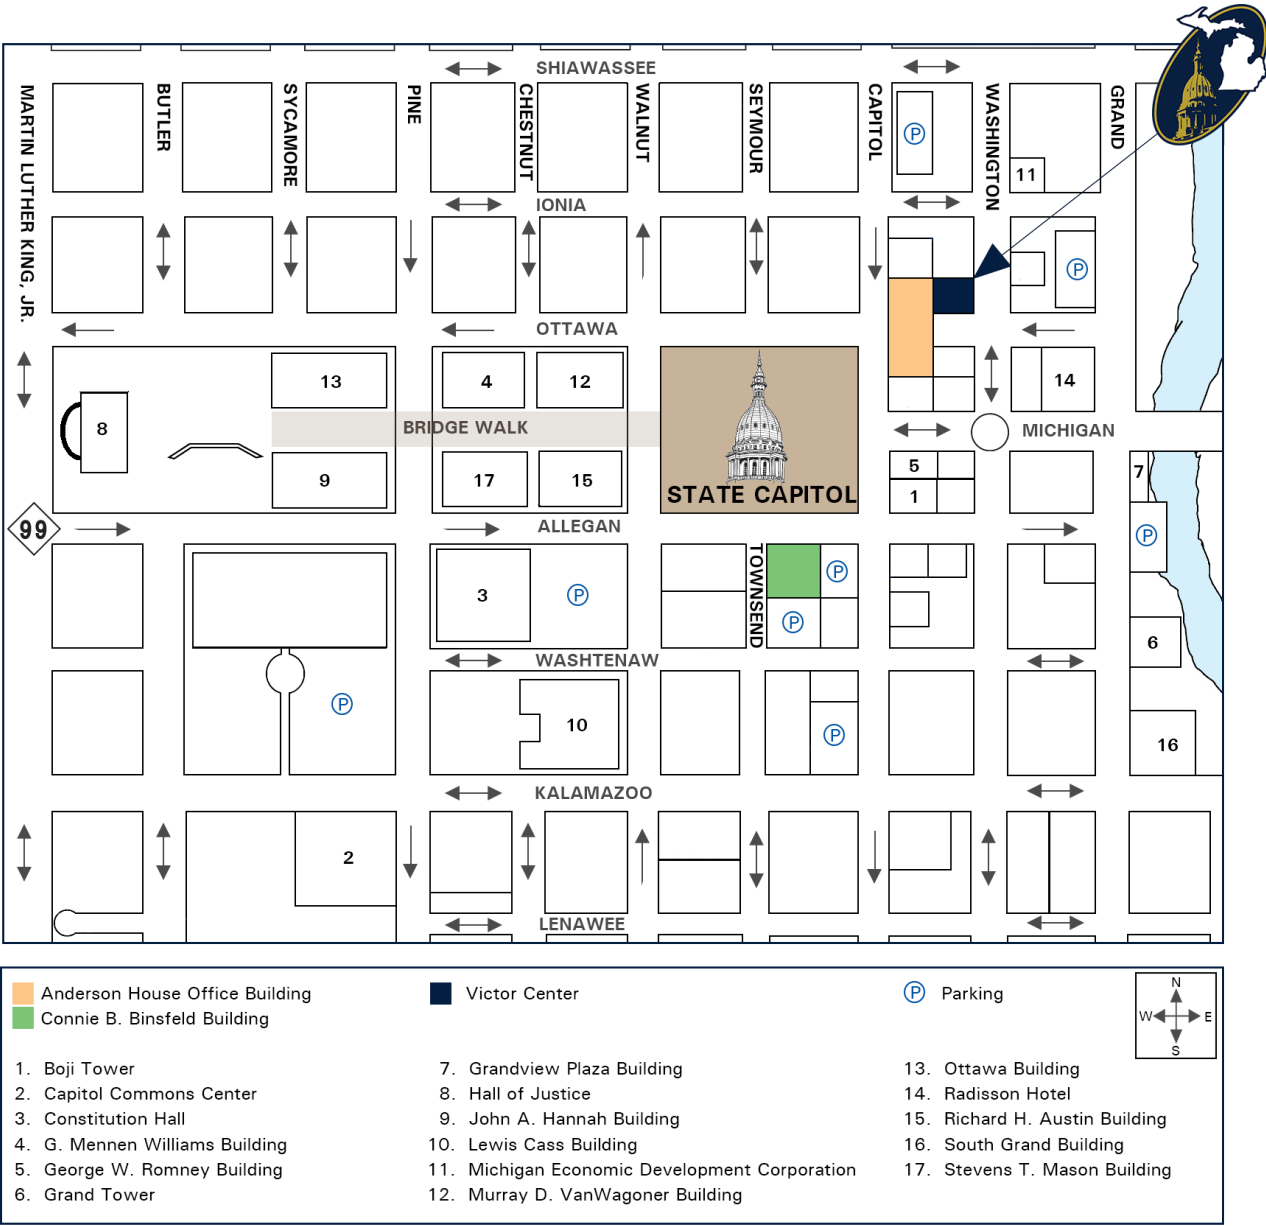 SHIAWASSEE
MARTIN LUTHER KING, JR.
BUTLER
SYCAMORE
PINE
CHESTNUT
WALNUT
SEYMOUR
CAPITOL
WASHINGTON
GRAND
P
11
IONIA
P
OTTAWA
13
4
12
14
8
BRIDGE WALK
MICHIGAN
9
17
15
STATE CAPITOL
5
1
7
99
ALLEGAN
P
3
P
TOWNSEND
P
P
6
WASHTENAW
P
10
P
16
KALAMAZOO
2
LENAWEE
Anderson House Office Building
Connie B. Binsfeld Building
Victor Center
P Parking
N
W E
S
1. Boji Tower
2. Capitol Commons Center
3. Constitution Hall
4. G. Mennen Williams Building
5. George W. Romney Building
6. Grand Tower
7. Grandview Plaza Building
8. Hall of Justice
9. John A. Hannah Building
10. Lewis Cass Building
11. Michigan Economic Development Corporation
12. Murray D. VanWagoner Building
13. Ottawa Building
14. Radisson Hotel
15. Richard H. Austin Building
16. South Grand Building
17. Stevens T. Mason Building